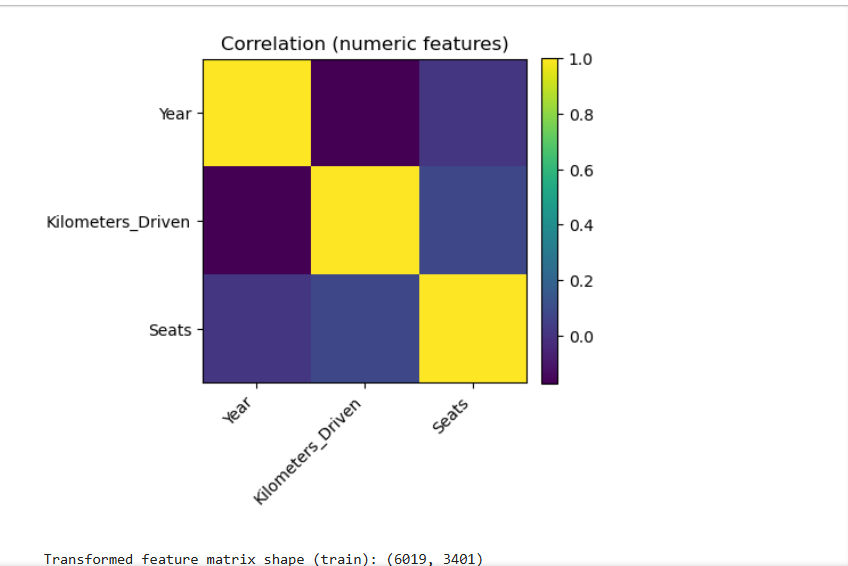 Correlation (numeric features)
1.0
0.8
0.6
0.4
0.2
0.0
Year
Kilometers_Driven
Seats
Year
Kilometers_Driven
Seats
Transformed feature matrix shape (train): (6019, 3401)